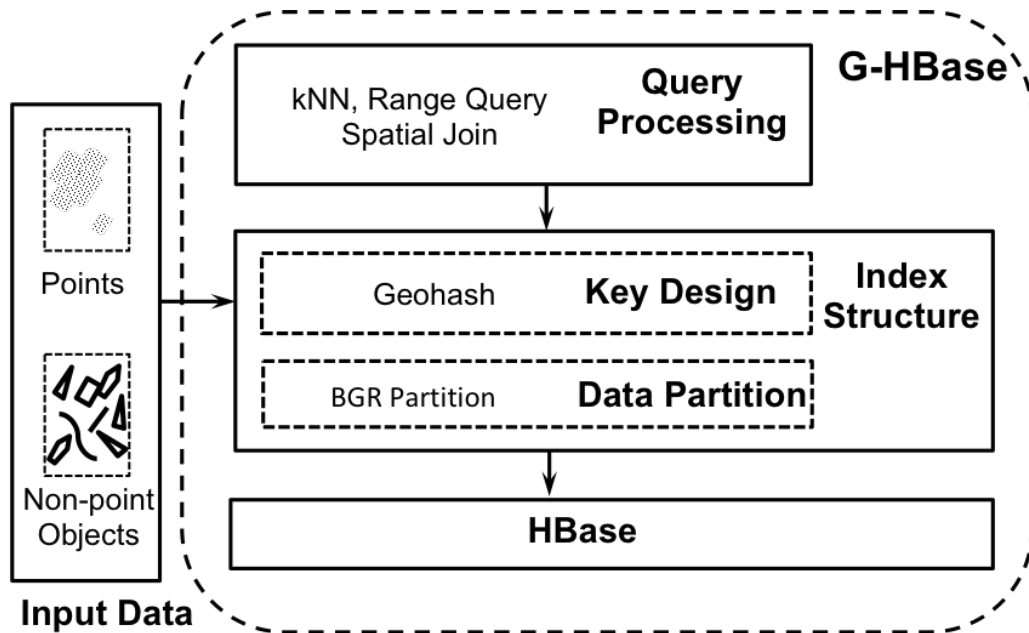 G-HBase
kNN, Range Query
Spatial Join
Query
Processing
Points
Non-point
Objects
Input Data
Geohash
Key Design
Index
Structure
BGR Partition
Data Partition
HBase